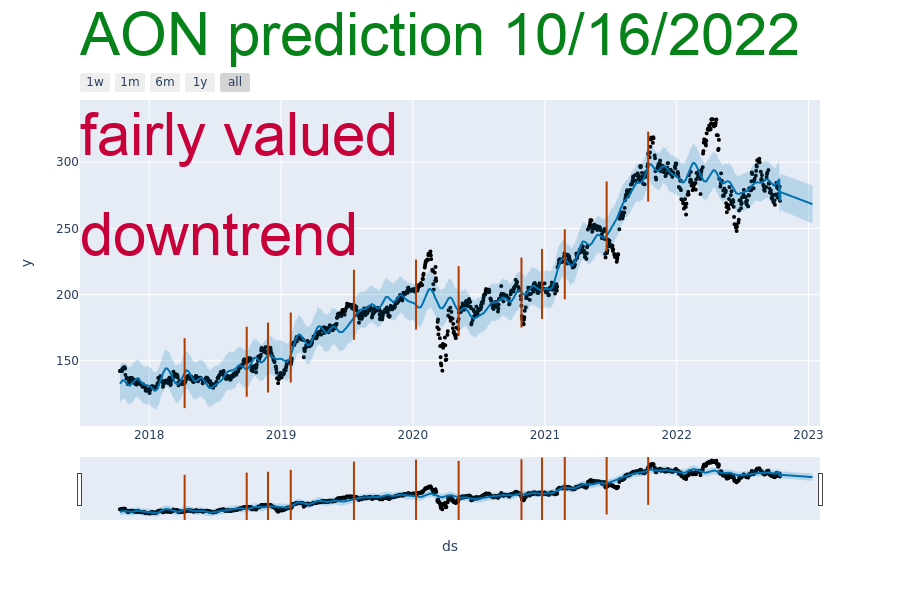 AON prediction 10/16/2022
1w 1m 6m 1y all
fairly valued
300
downtrend
250
y
200
150
2018 2019 2020 2021 2022 2023
ds